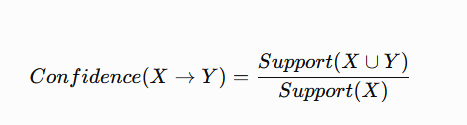 Confidence(X → Y) = Support(X ∪ Y) / Support(X)